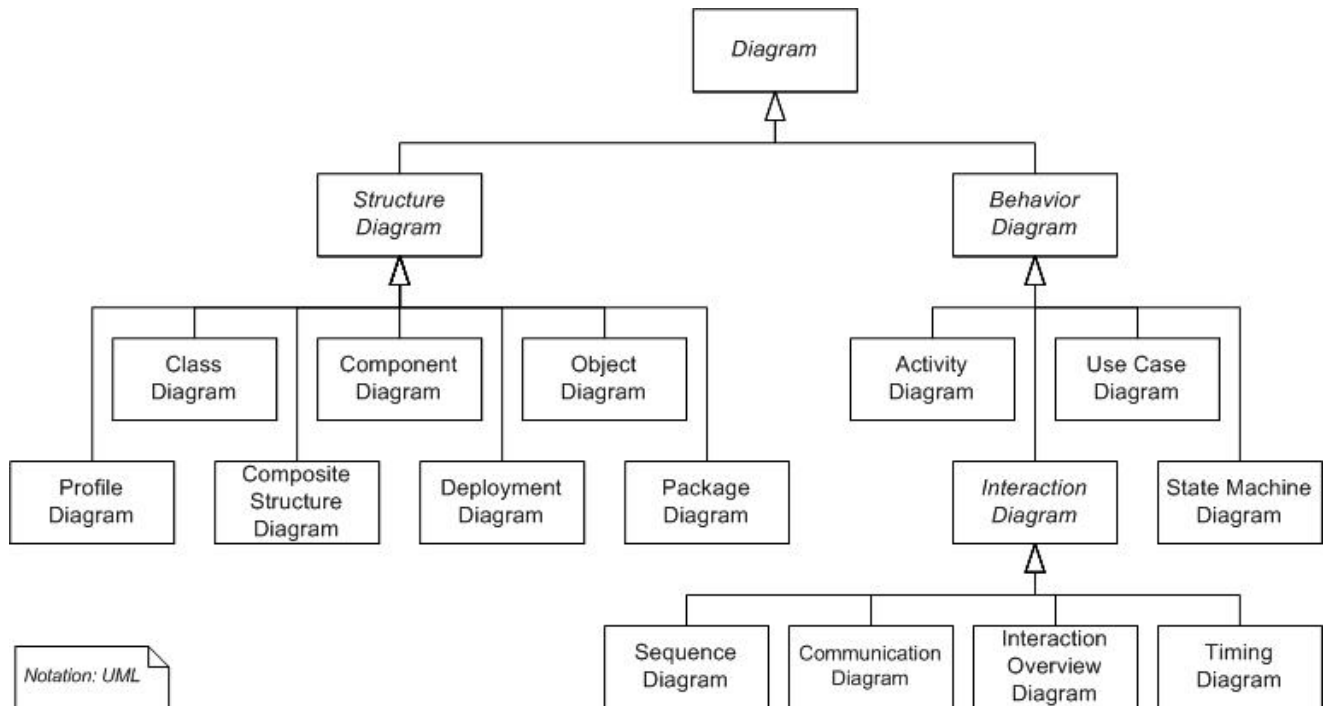 Diagram
Structure
Diagram
Behavior
Diagram
Class
Diagram
Component
Diagram
Object
Diagram
Activity
Diagram
Use Case
Diagram
Profile
Diagram
Composite
Structure
Diagram
Deployment
Diagram
Package
Diagram
Interaction
Diagram
State Machine
Diagram
Sequence
Diagram
Communication
Diagram
Interaction
Overview
Diagram
Timing
Diagram
Notation: UML